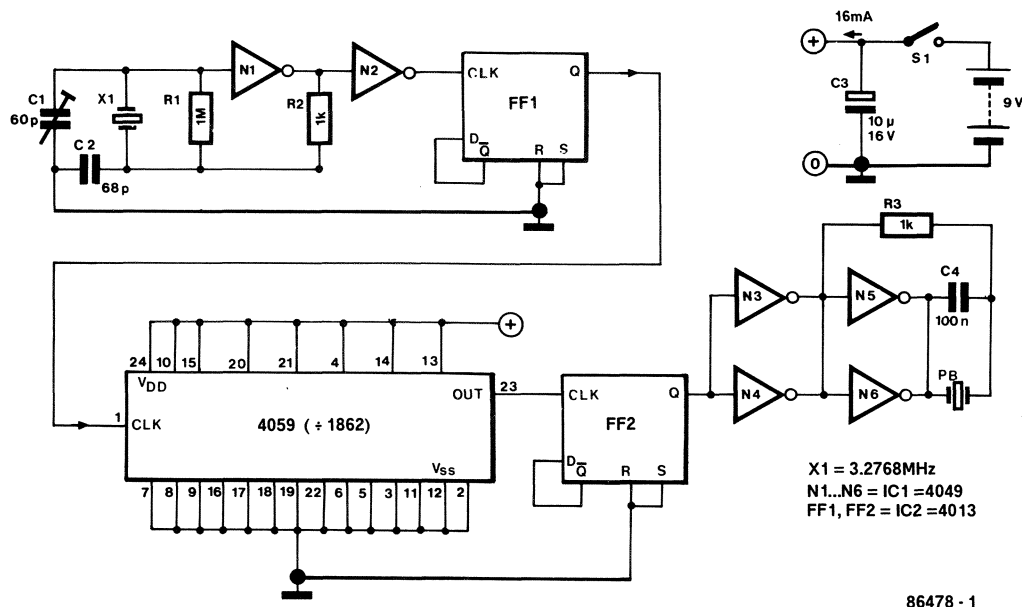 16mA
S1
C3
10µ
16V
9V
C1
60p
X1
R1
1M
N1
N2
R2
1k
C2
68p
CLK
Q
FF1
D
Q̅
R
S
R3
1k
N3
N5
C4
100n
N4
N6
PB
24 10 15 20 21 4 14 13
VDD
OUT
23
1
CLK
4059 (÷1862)
VSS
7 8 9 16 17 18 19 22 6 5 3 11 12 2
CLK
Q
FF2
D
Q̅
R
S
X1 = 3.2768MHz
N1...N6 = IC1 = 4049
FF1, FF2 = IC2 = 4013
86478 - 1